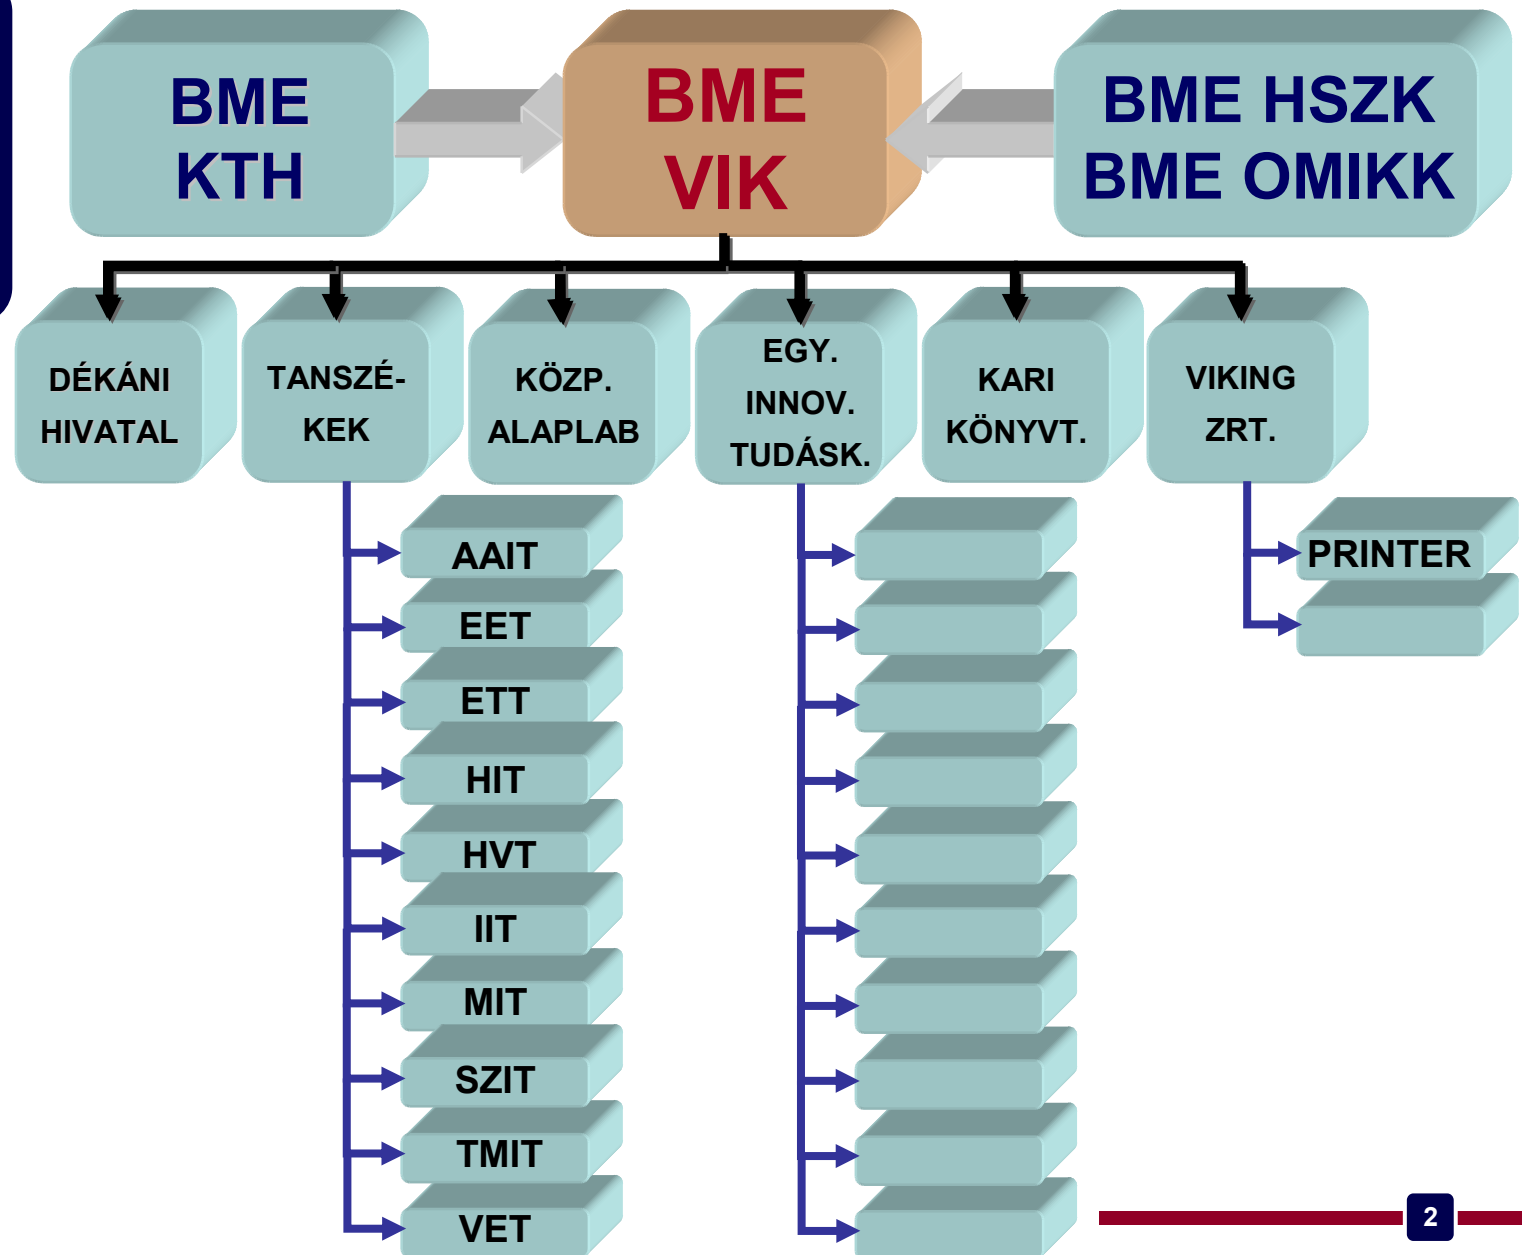 BME
KTH
BME
VIK
BME HSZK
BME OMIKK
DÉKÁNI
HIVATAL
TANSZÉ-
KEK
KÖZP.
ALAPLAB
EGY.
INNOV.
TUDÁSK.
KARI
KÖNYVT.
VIKING
ZRT.
AAIT
EET
ETT
HIT
HVT
IIT
MIT
SZIT
TMIT
VET
PRINTER
2